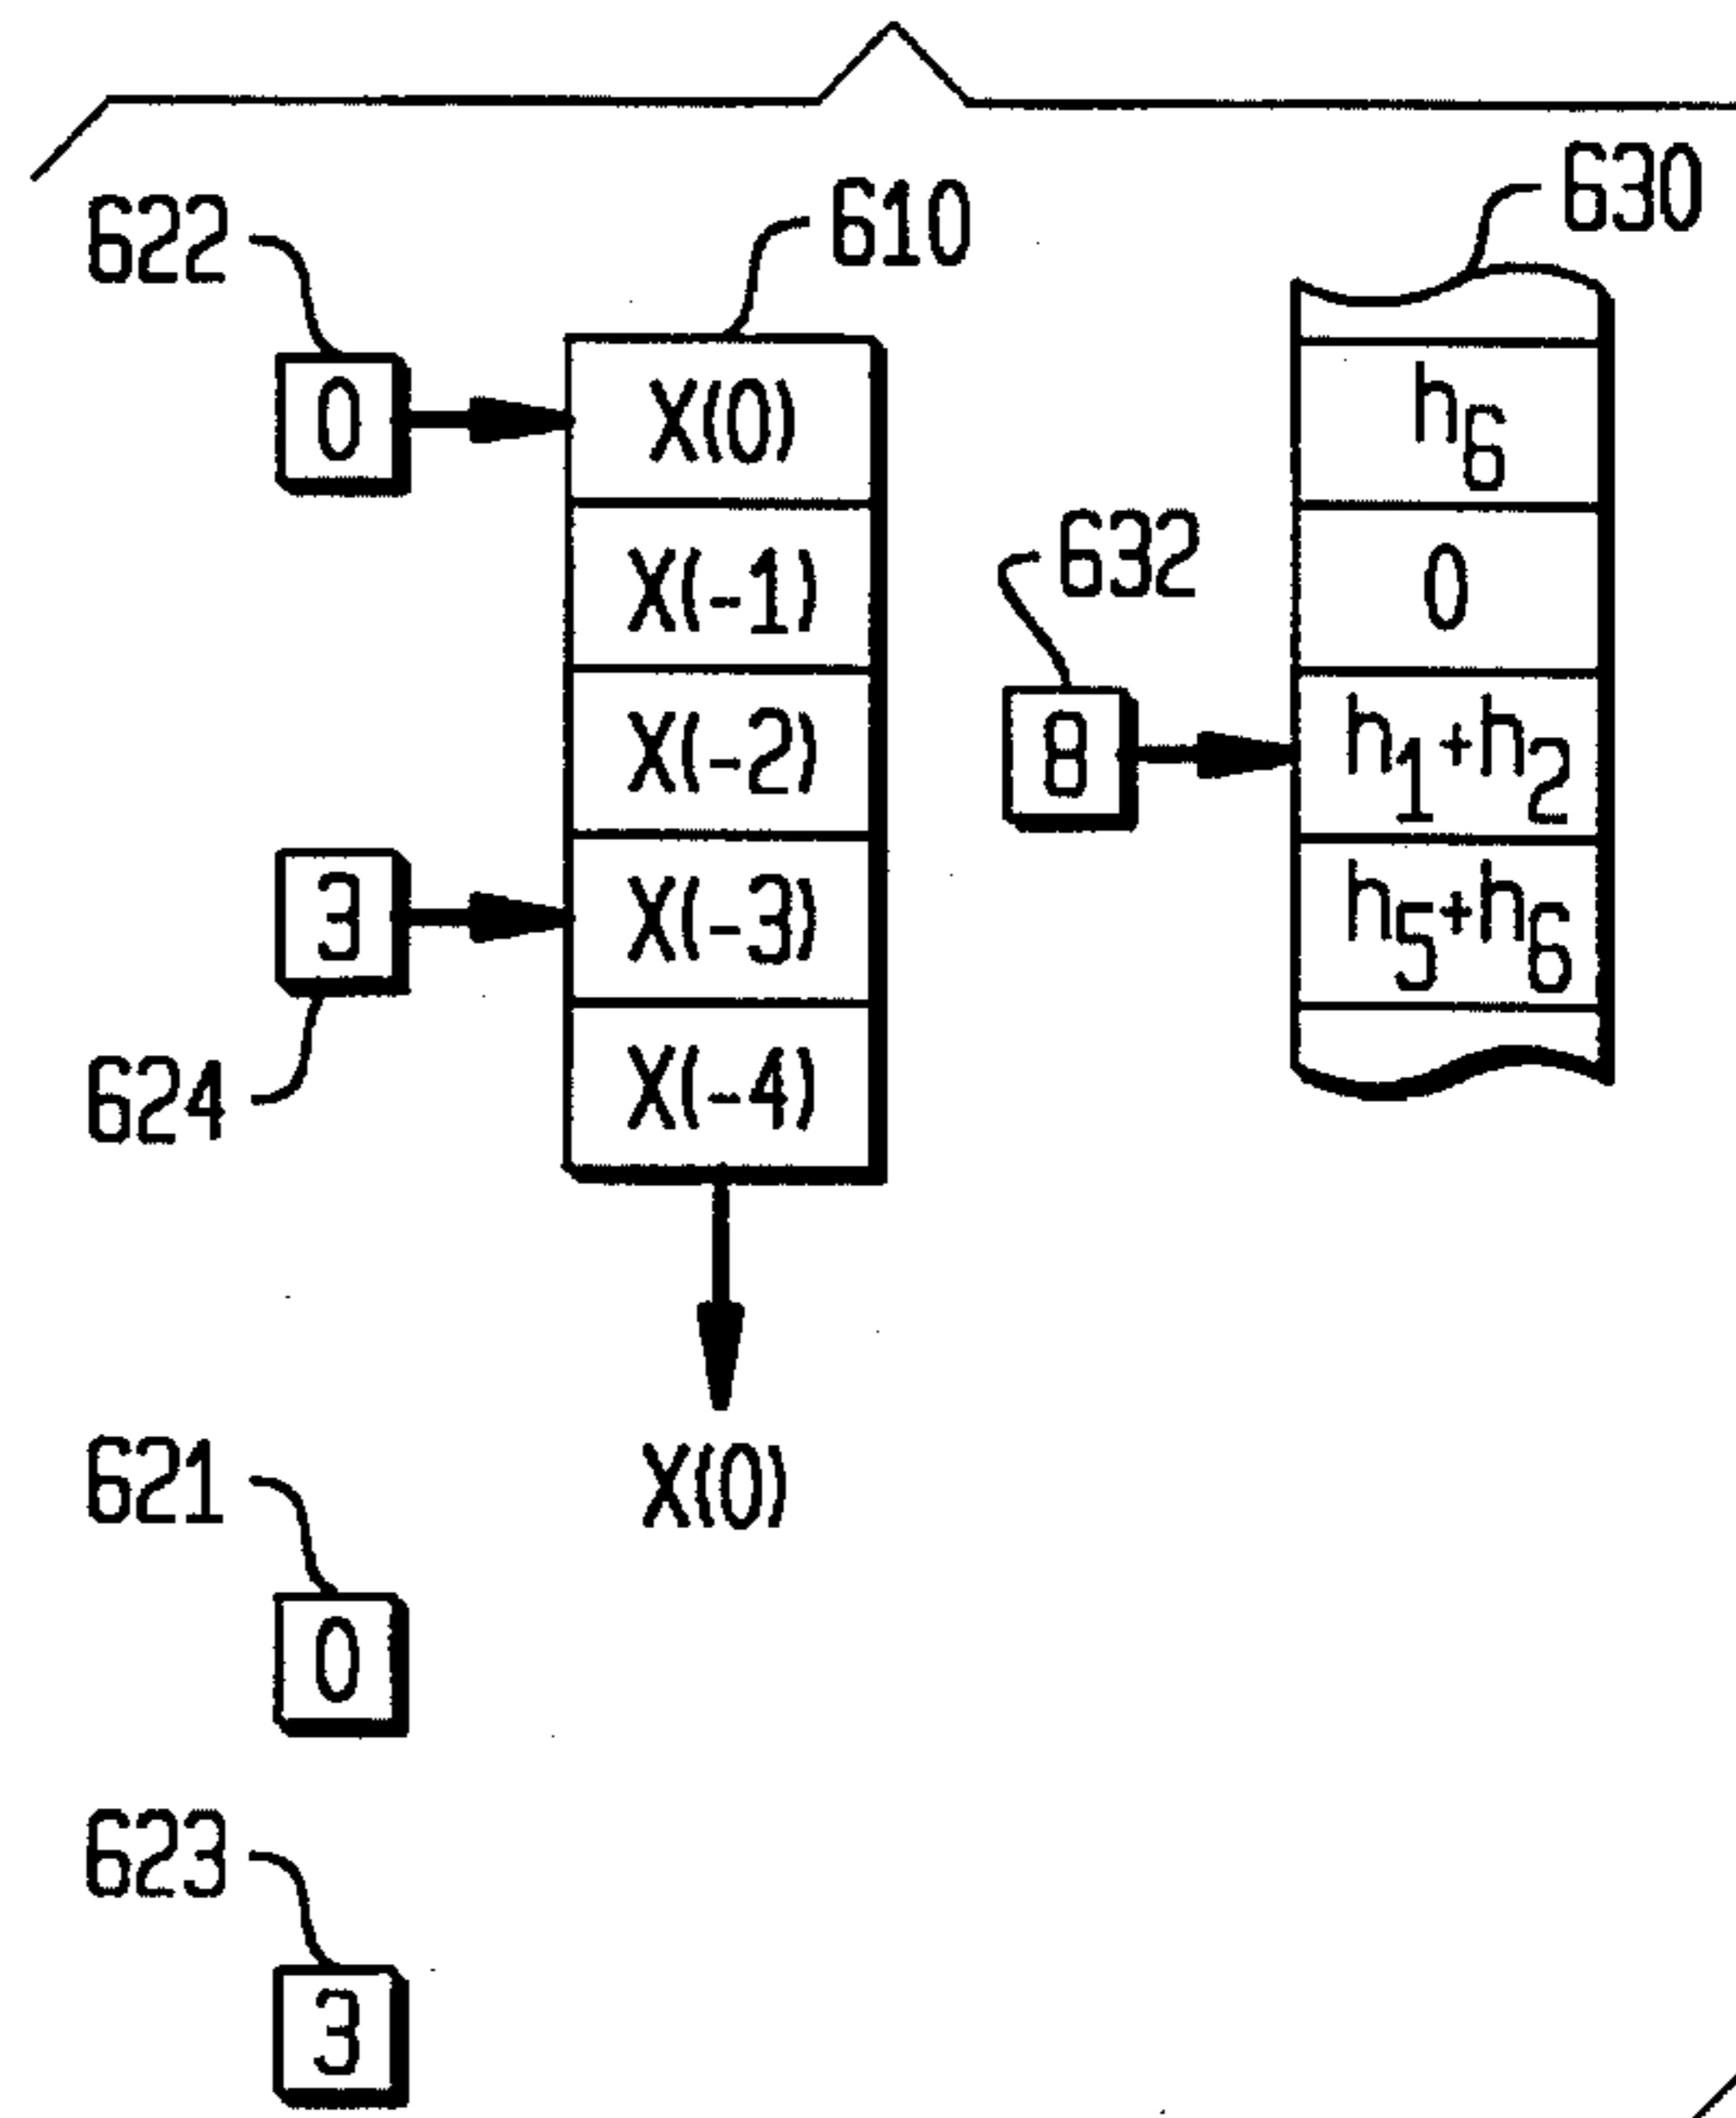 622
610
630
0
X(0)
h6
X(-1)
632
0
X(-2)
8
h1+h2
3
X(-3)
h5+h6
624
X(-4)
621
X(0)
0
623
3